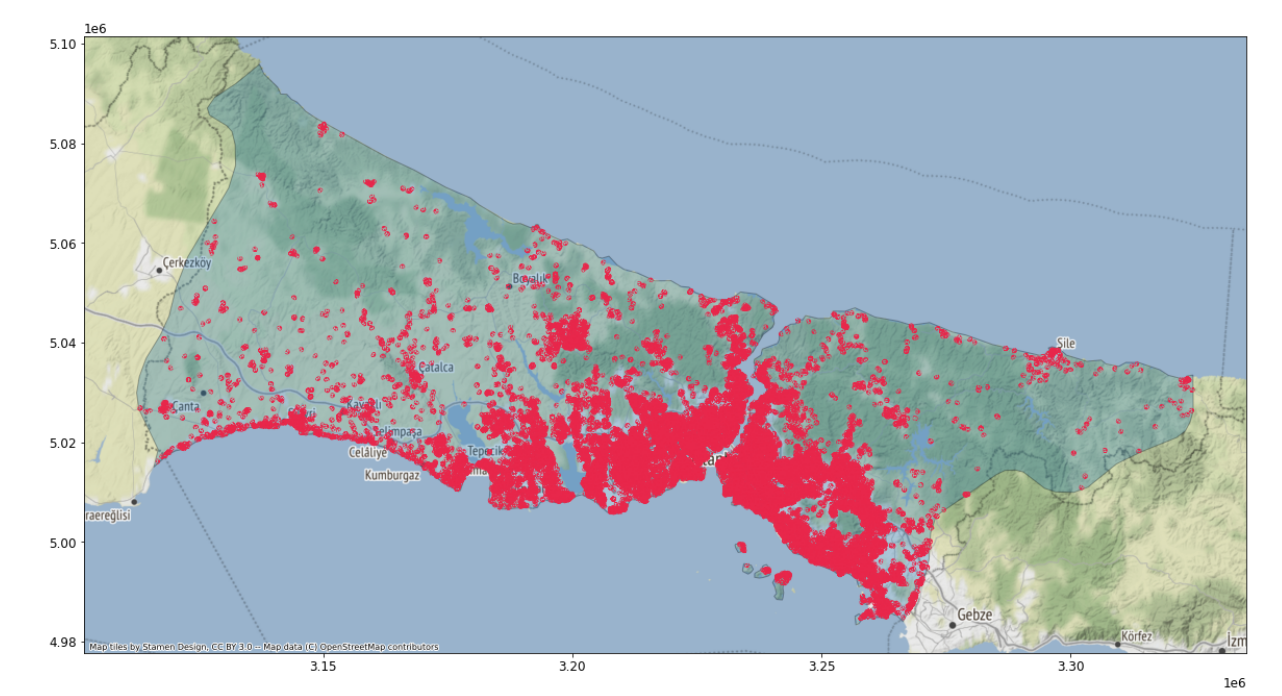 1e6
5.10
5.08
5.06
5.04
5.02
5.00
4.98
Çerkezköy
Boyalık
Şile
Çatalca
Çanta
Kavaklı
Selimpaşa
Celâliye
Tepecik
Kumburgaz
raereğlisi
Gebze
Körfez
İzm
Map tiles by Stamen Design, CC BY 3.0 -- Map data (C) OpenStreetMap contributors
3.15
3.20
3.25
3.30
1e6